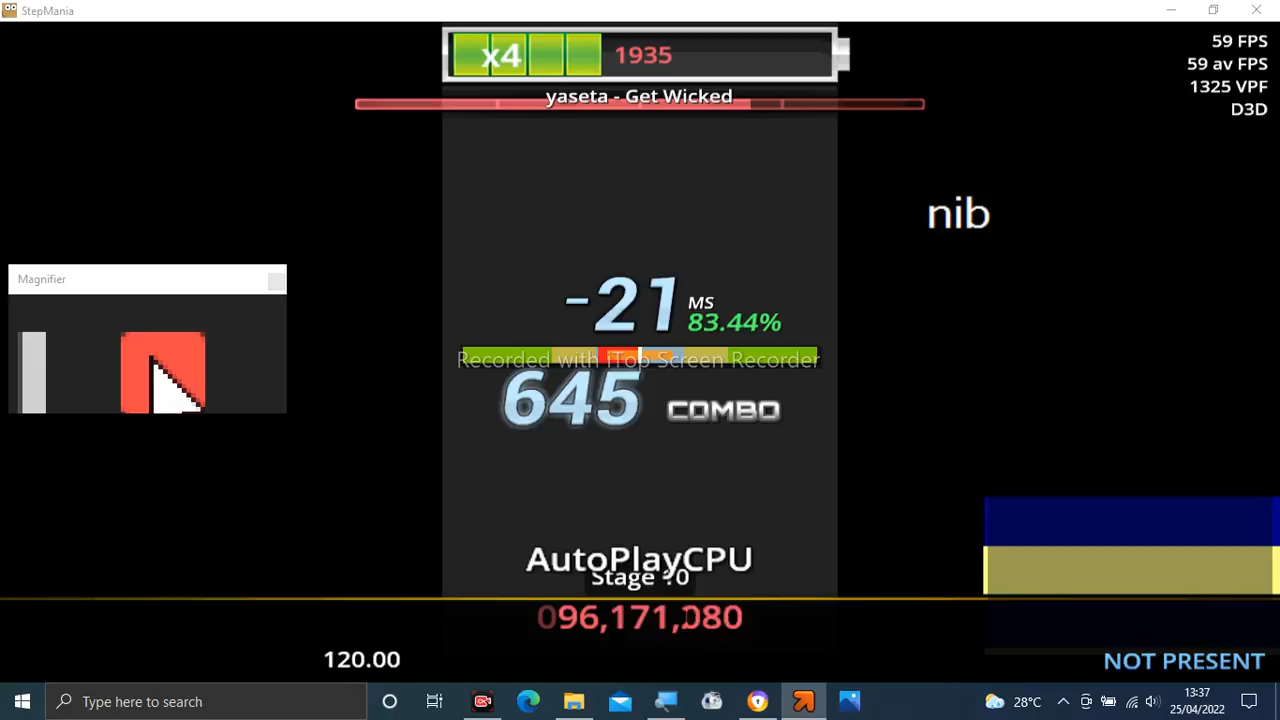 StepMania
x4 1935
59 FPS
59 av FPS
1325 VPF
D3D
yaseta - Get Wicked
nib
Magnifier
-21 MS
83.44%
Recorded with iTop Screen Recorder
645 COMBO
AutoPlayCPU
Stage 10
096,171,080
120.00
NOT PRESENT
Type here to search
28°C
13:37
25/04/2022